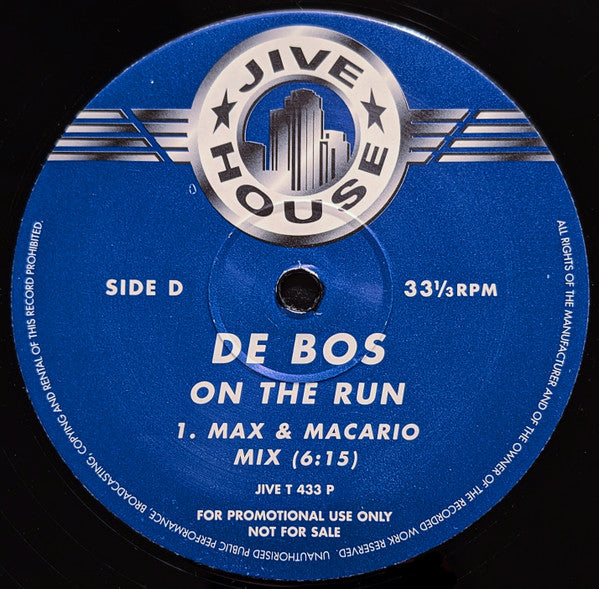 JIVE
HOUSE
SIDE D
33⅓ RPM
DE BOS
ON THE RUN
1. MAX & MACARIO
MIX (6:15)
JIVE T 433 P
FOR PROMOTIONAL USE ONLY
NOT FOR SALE
ALL RIGHTS OF THE MANUFACTURER AND OF THE OWNER OF THE RECORDED WORK RESERVED. UNAUTHORISED PUBLIC PERFORMANCE, BROADCASTING, COPYING AND RENTAL OF THIS RECORD PROHIBITED.